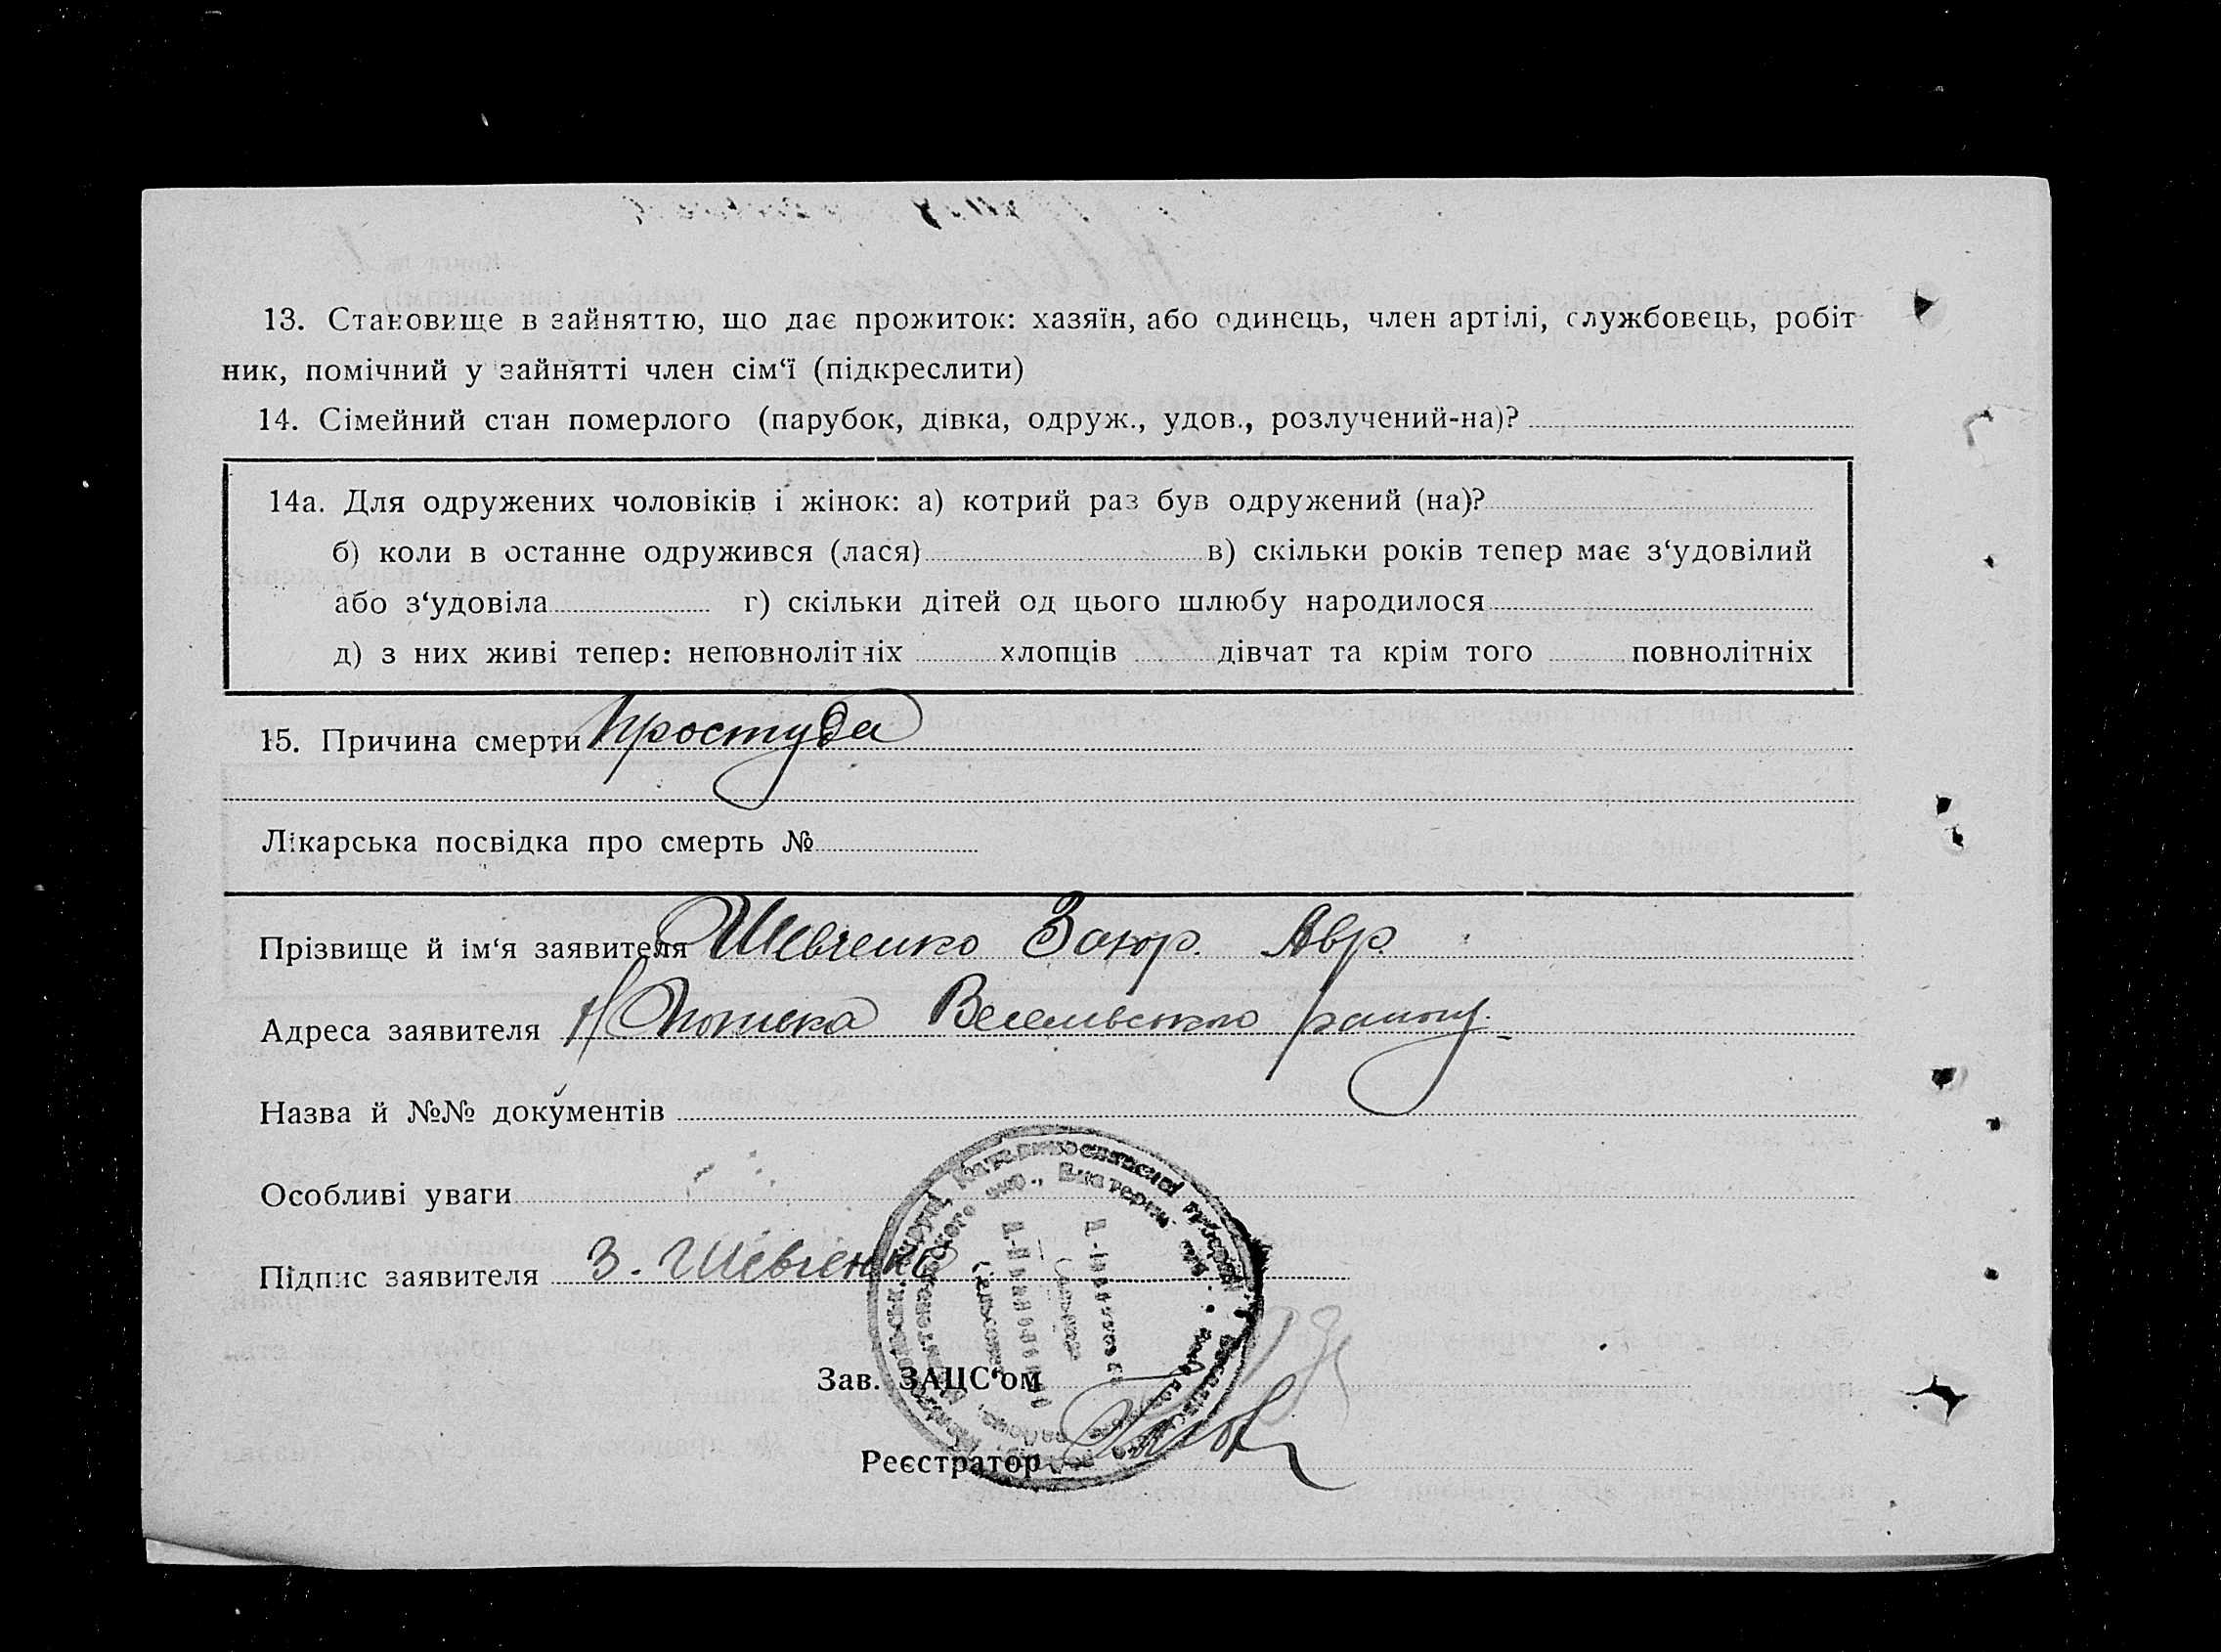 13. Становище в зайняттю, що дає прожиток: хазяїн, або одинець, член артілі, службовець, робіт-
ник, помічний у зайнятті член сім‘ї (підкреслити)
14. Сімейний стан померлого (парубок, дівка, одруж., удов., розлучений-на)?
14а. Для одружених чоловіків і жінок: а) котрий раз був одружений (на)?
б) коли в останне одружився (лася) в) скільки років тепер має з‘удовілий
або з‘удовіла г) скільки дітей од цього шлюбу народилося
д) з них живі тепер: неповнолітніх хлопців дівчат та крім того повнолітніх
15. Причина смерти Простуда
Лікарська посвідка про смерть №
Прізвище й ім‘я заявителя Шевченко Захар. Авр.
Адреса заявителя Веселівського району.
Назва й №№ документів
Особливі уваги
Підпис заявителя З. Шевченко
Зав. ЗАЦС‘ом
Реєстратор